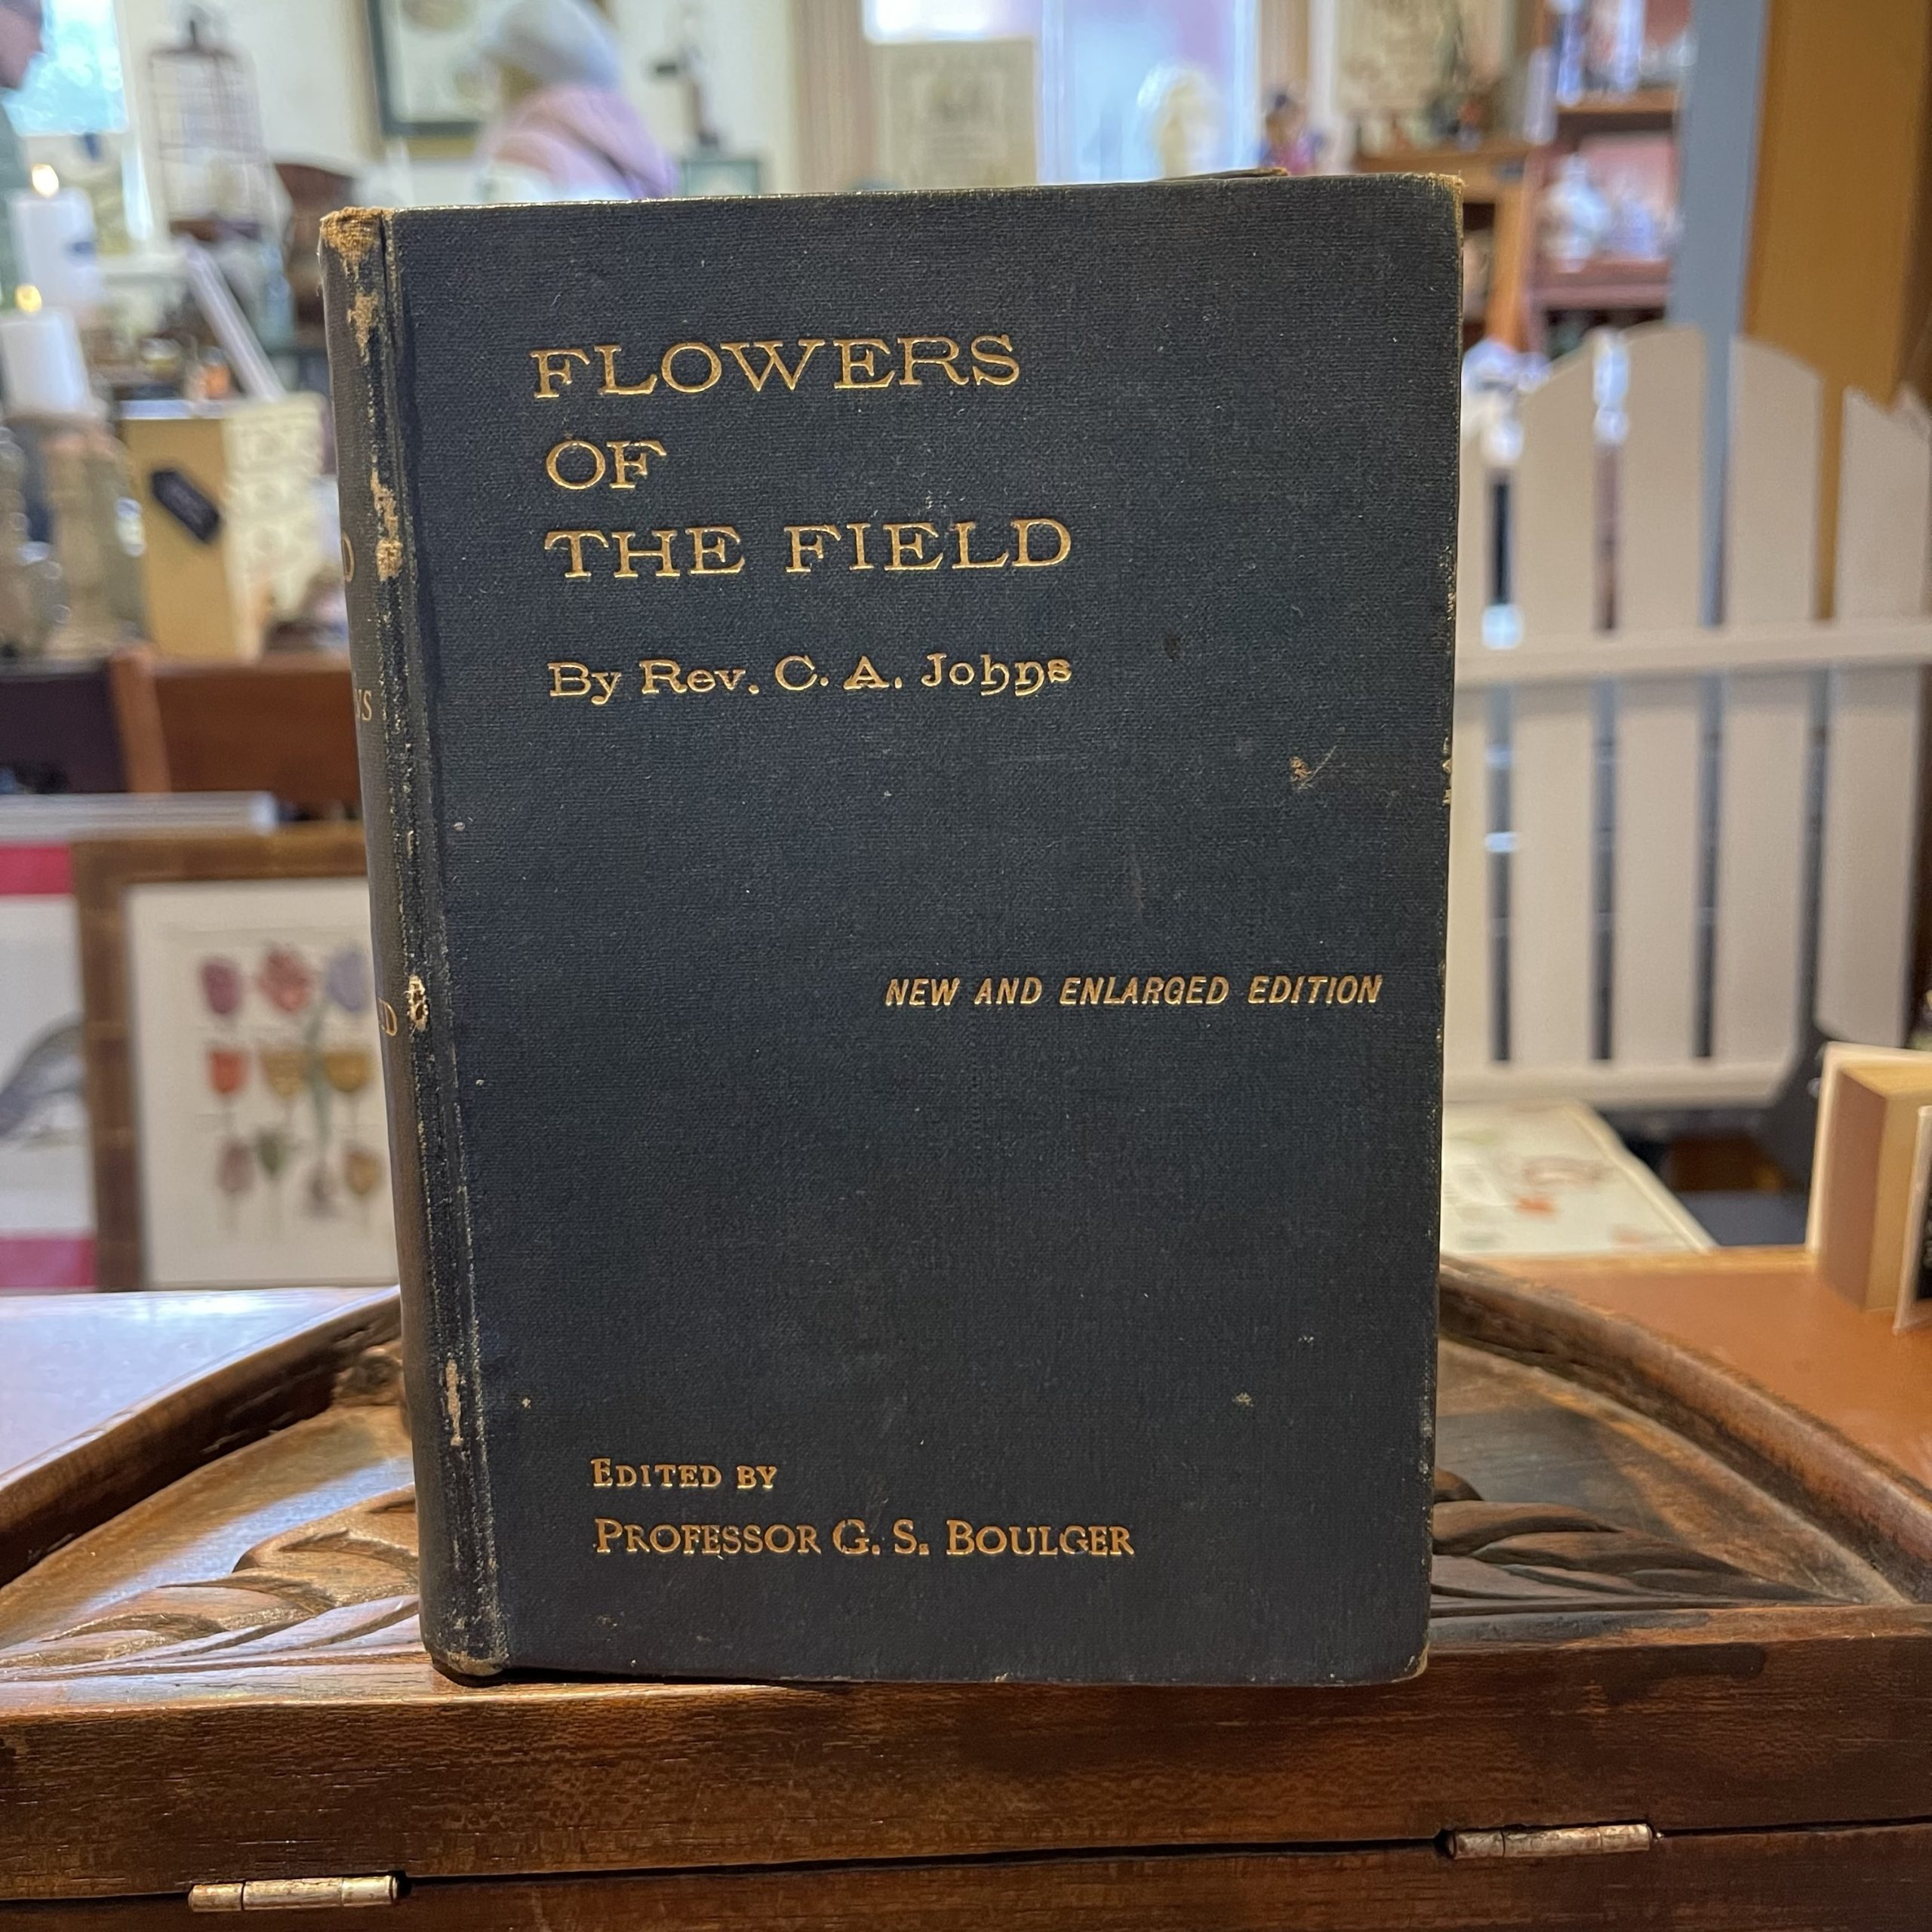 FLOWERS
OF
THE FIELD
By Rev. C. A. Johns
NEW AND ENLARGED EDITION
EDITED BY
PROFESSOR G. S. BOULGER